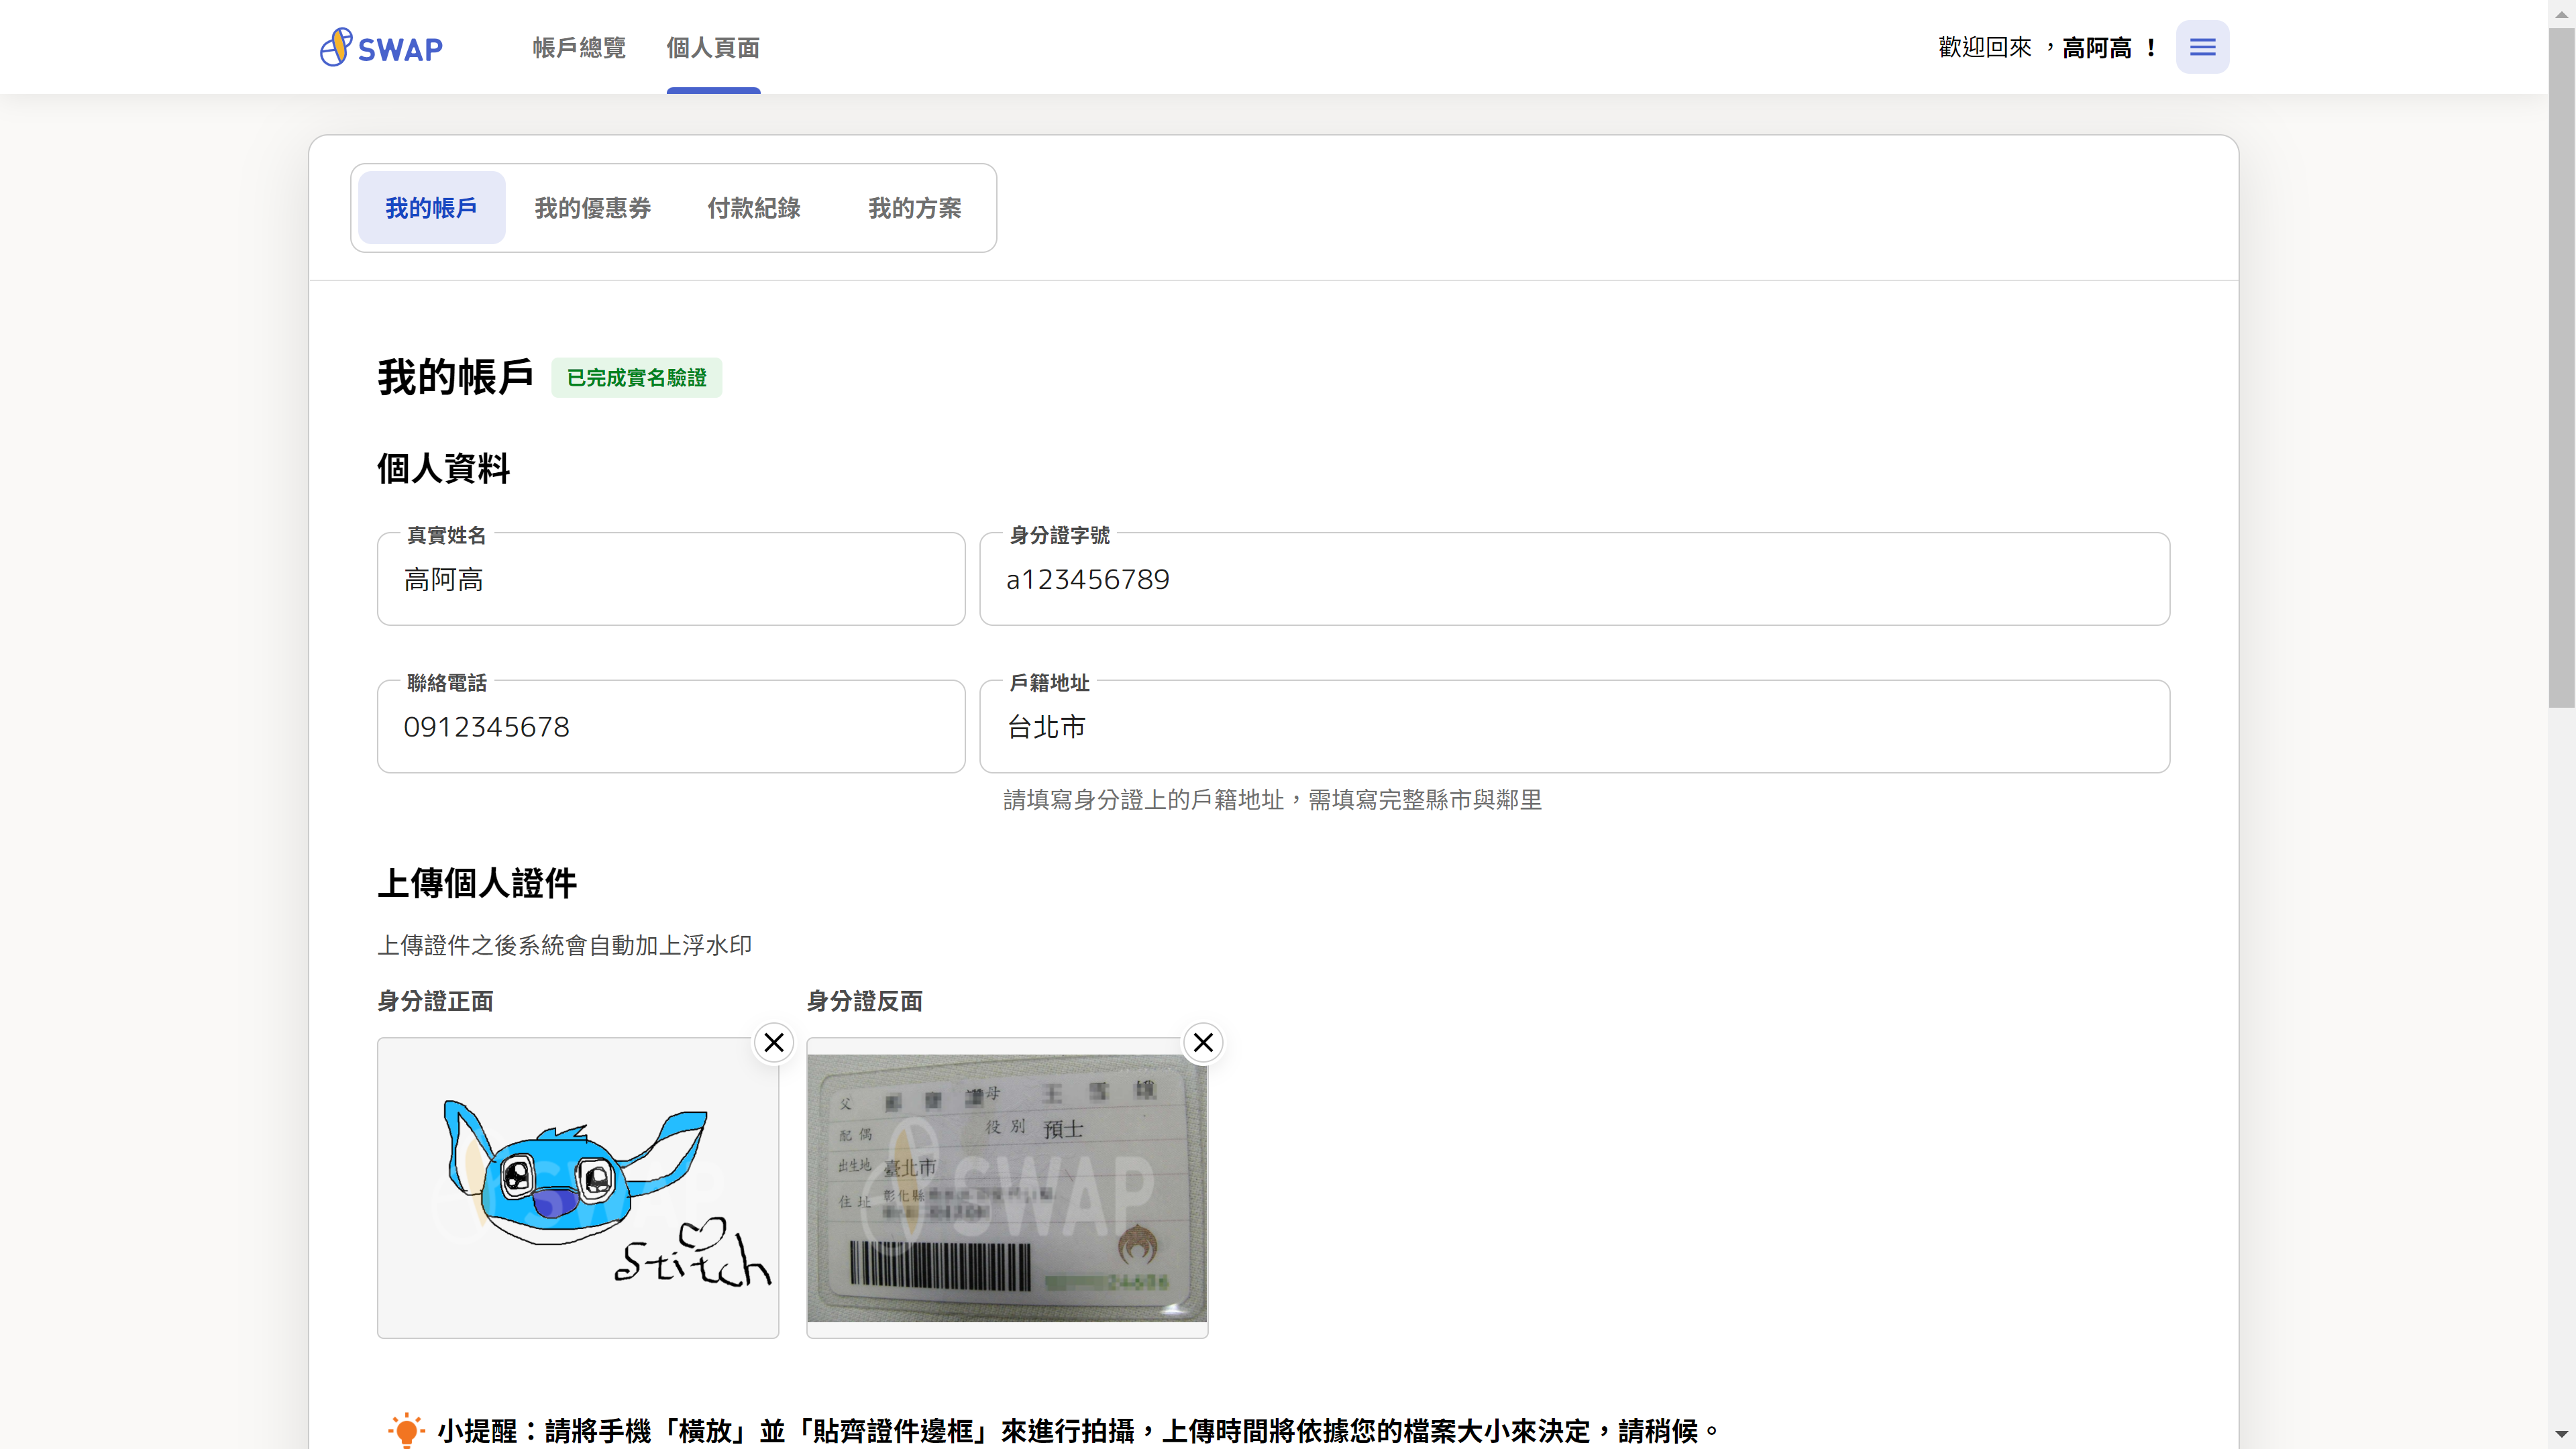 SWAP
帳戶總覽 個人頁面
歡迎回來 ，高阿高 ！
我的帳戶 我的優惠券 付款紀錄 我的方案
我的帳戶 已完成實名驗證
個人資料
真實姓名 身分證字號
高阿高 a123456789
聯絡電話 戶籍地址
0912345678 台北市
請填寫身分證上的戶籍地址，需填寫完整縣市與鄰里
上傳個人證件
上傳證件之後系統會自動加上浮水印
身分證正面 身分證反面
SWAP
Stitch
父 母
配偶 役別 預士
出生地 臺北市
住址 彰化縣
SWAP
小提醒：請將手機「橫放」並「貼齊證件邊框」來進行拍攝，上傳時間將依據您的檔案大小來決定，請稍候。